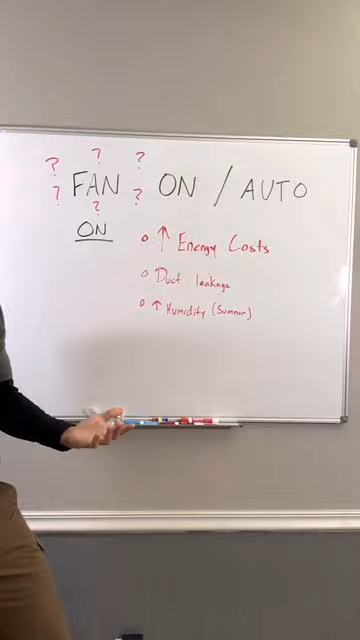 ? ? ?
? FAN ? ON / AUTO
?
ON
o ↑ Energy Costs
o Duct leakage
o ↑ Humidity (Summer)